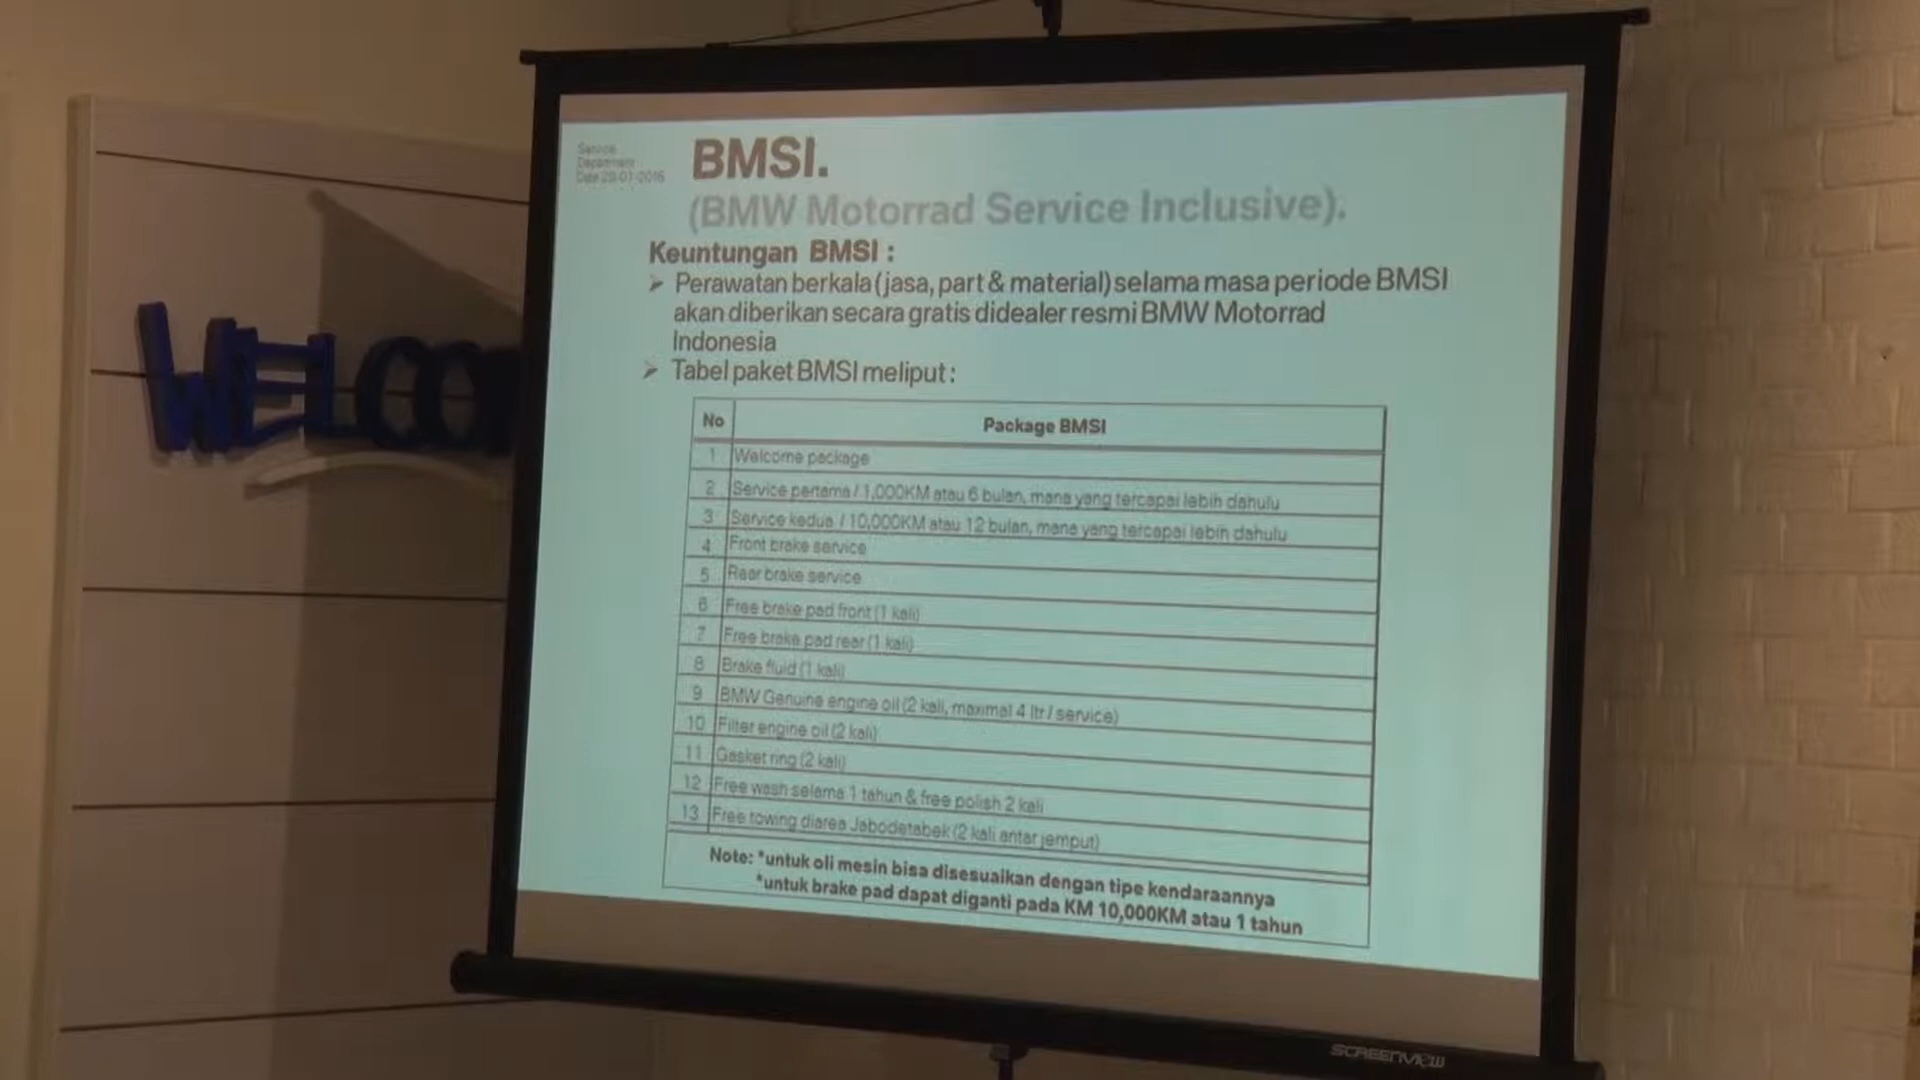 Service
Department
Date 29-01-2016
BMSI.
(BMW Motorrad Service Inclusive).
Keuntungan BMSI :
➢ Perawatan berkala (jasa, part & material) selama masa periode BMSI
akan diberikan secara gratis didealer resmi BMW Motorrad
Indonesia
➢ Tabel paket BMSI meliput :
No Package BMSI
1 Welcome package
2 Service pertama / 1,000KM atau 6 bulan, mana yang tercapai lebih dahulu
3 Service kedua / 10,000KM atau 12 bulan, mana yang tercapai lebih dahulu
4 Front brake service
5 Rear brake service
6 Free brake pad front (1 kali)
7 Free brake pad rear (1 kali)
8 Brake fluid (1 kali)
9 BMW Genuine engine oil (2 kali, maximal 4 ltr / service)
10 Filter engine oil (2 kali)
11 Gasket ring (2 kali)
12 Free wash selama 1 tahun & free polish 2 kali
13 Free towing diarea Jabodetabek (2 kali antar jemput)
Note: *untuk oli mesin bisa disesuaikan dengan tipe kendaraannya
*untuk brake pad dapat diganti pada KM 10,000KM atau 1 tahun
WELCO
SCREENVIEW